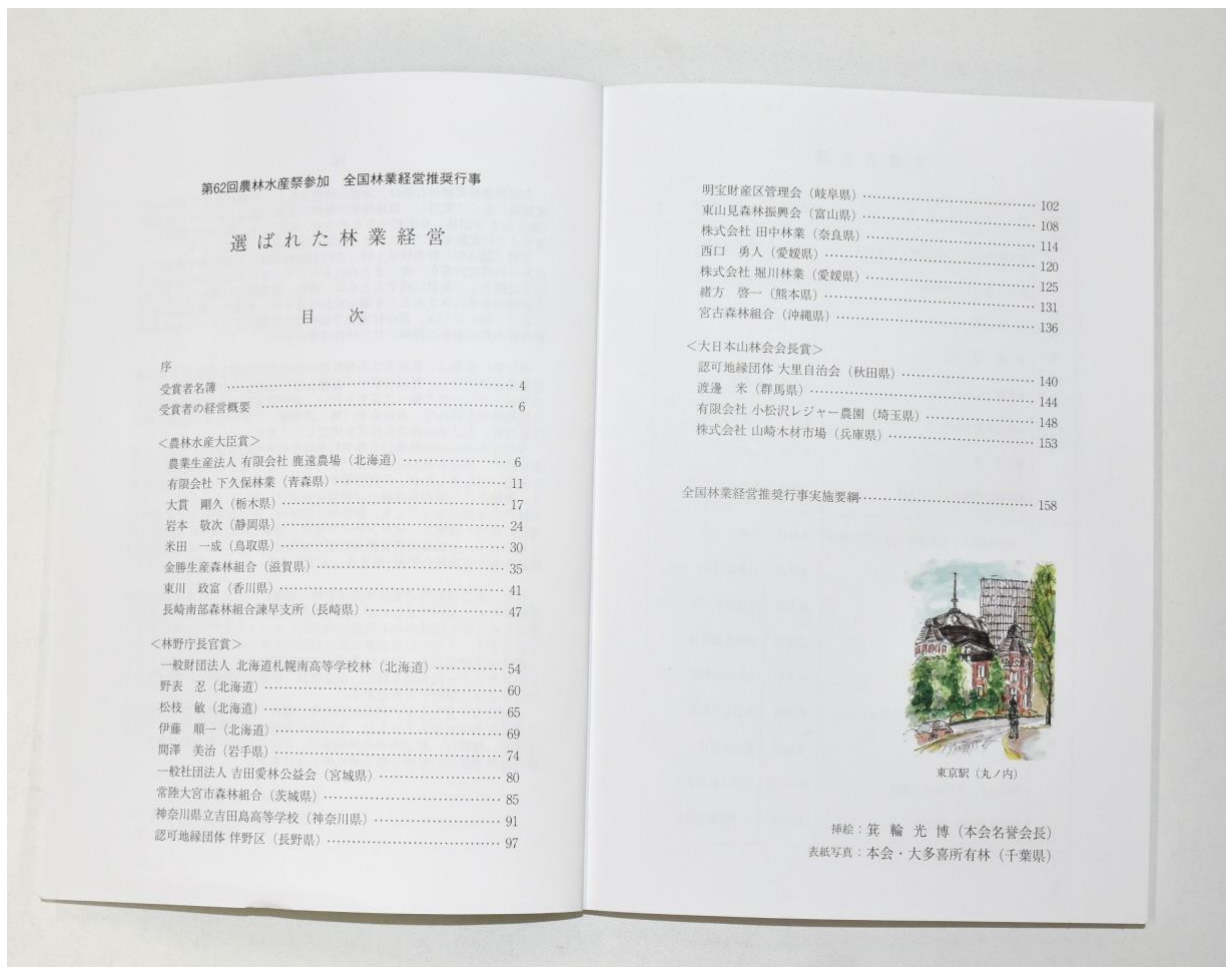 第62回農林水産祭参加　全国林業経営推奨行事
選ばれた林業経営
目　次
序
受賞者名簿 …… 4
受賞者の経営概要 …… 6
＜農林水産大臣賞＞
農業生産法人 有限会社 鹿遠農場（北海道） …… 6
有限会社 下久保林業（青森県） …… 11
大貫　剛久（栃木県） …… 17
岩本　敬次（静岡県） …… 24
米田　一成（鳥取県） …… 30
金勝生産森林組合（滋賀県） …… 35
東川　政富（香川県） …… 41
長崎南部森林組合諫早支所（長崎県） …… 47
＜林野庁長官賞＞
一般財団法人 北海道札幌南高等学校林（北海道） …… 54
野表　忍（北海道） …… 60
松枝　敏（北海道） …… 65
伊藤　順一（北海道） …… 69
間澤　美治（岩手県） …… 74
一般社団法人 吉田愛林公益会（宮城県） …… 80
常陸大宮市森林組合（茨城県） …… 85
神奈川県立吉田島高等学校（神奈川県） …… 91
認可地縁団体 伴野区（長野県） …… 97
明宝財産区管理会（岐阜県） …… 102
東山見森林振興会（富山県） …… 108
株式会社 田中林業（奈良県） …… 114
西口　勇人（愛媛県） …… 120
株式会社 堀川林業（愛媛県） …… 125
緒方　啓一（熊本県） …… 131
宮古森林組合（沖縄県） …… 136
＜大日本山林会会長賞＞
認可地縁団体 大里自治会（秋田県） …… 140
渡邊　米（群馬県） …… 144
有限会社 小松沢レジャー農園（埼玉県） …… 148
株式会社 山崎木材市場（兵庫県） …… 153
全国林業経営推奨行事実施要綱 …… 158
東京駅（丸ノ内）
挿絵：箕輪光博（本会名誉会長）
表紙写真：本会・大多喜所有林（千葉県）